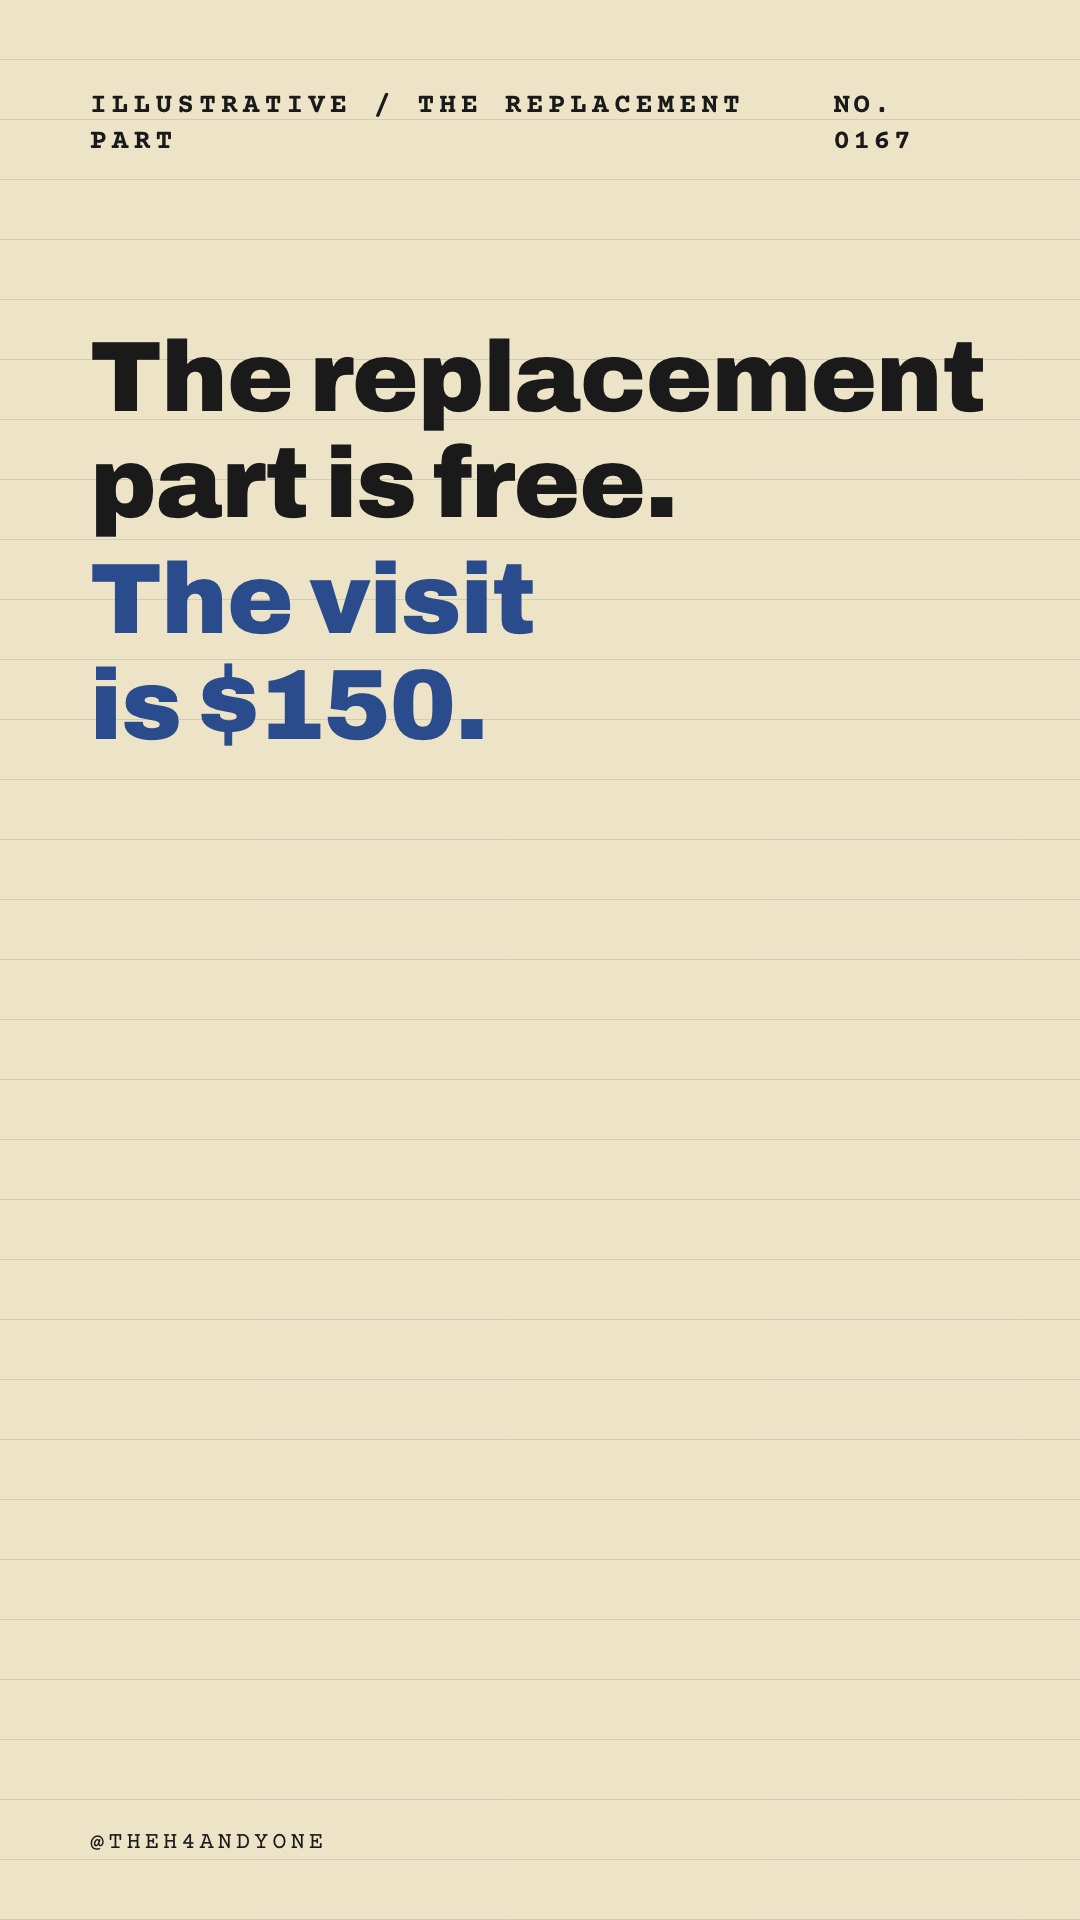 ILLUSTRATIVE / THE REPLACEMENT PART
NO. 0167
The replacement
part is free.
The visit
is $150.
@THEH4ANDYONE